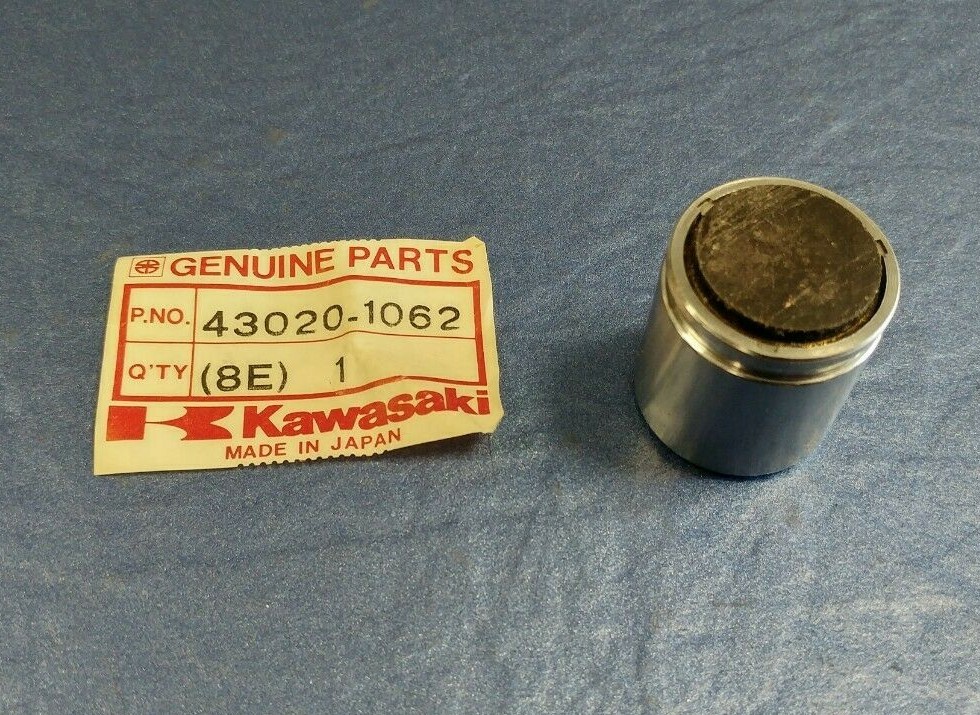 GENUINE PARTS
P.NO. 43020-1062
Q'TY (8E) 1
Kawasaki
MADE IN JAPAN